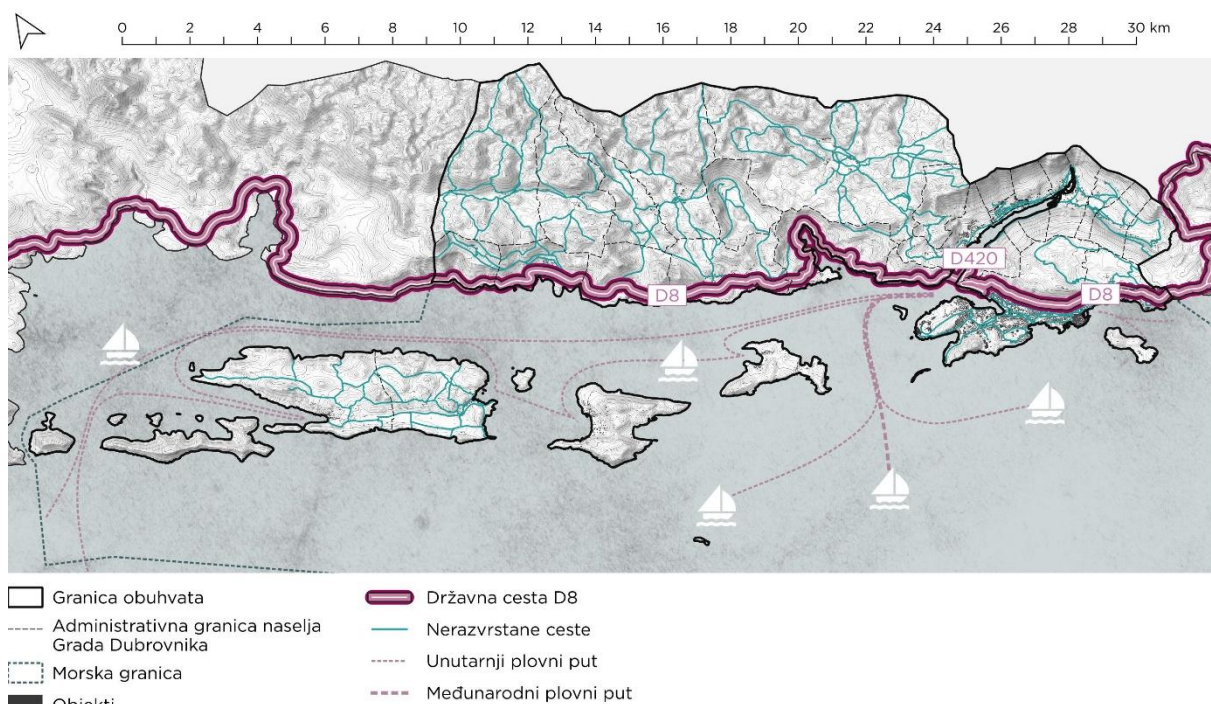 0 2 4 6 8 10 12 14 16 18 20 22 24 26 28 30 km
D420
D8
D8
Granica obuhvata
Administrativna granica naselja
Grada Dubrovnika
Morska granica
Objekti
Državna cesta D8
Nerazvrstane ceste
Unutarnji plovni put
Međunarodni plovni put